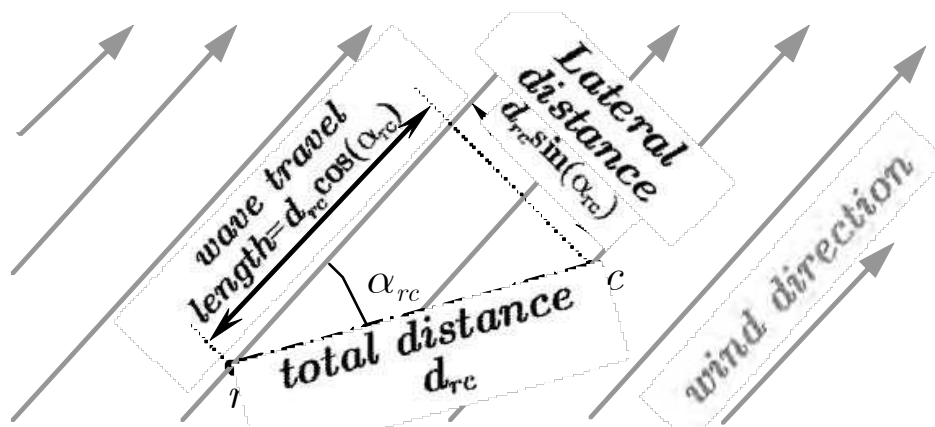 wave travel
length=d_rc cos(α_rc)
Lateral
distance
d_rc sin(α_rc)
α_rc
c
total distance
d_rc
wind direction